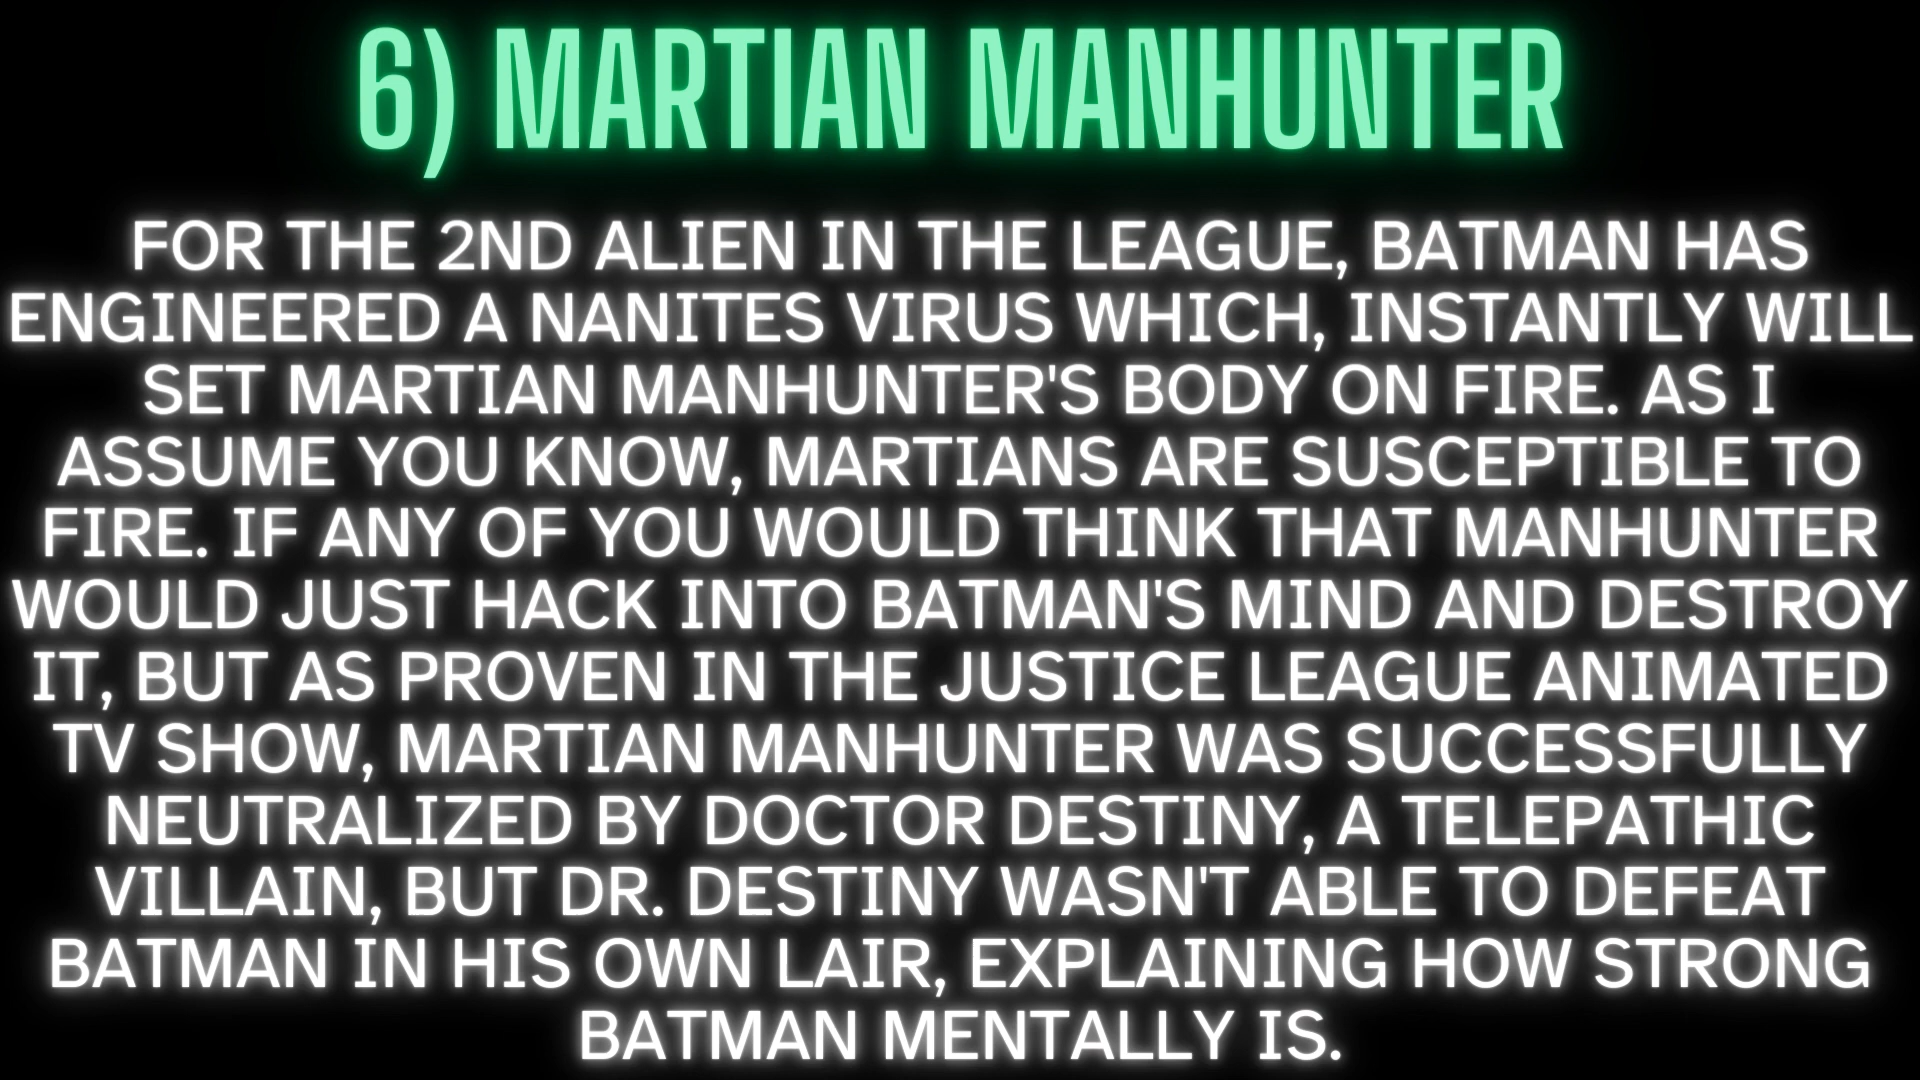 6) MARTIAN MANHUNTER
FOR THE 2ND ALIEN IN THE LEAGUE, BATMAN HAS
ENGINEERED A NANITES VIRUS WHICH, INSTANTLY WILL
SET MARTIAN MANHUNTER'S BODY ON FIRE. AS I
ASSUME YOU KNOW, MARTIANS ARE SUSCEPTIBLE TO
FIRE. IF ANY OF YOU WOULD THINK THAT MANHUNTER
WOULD JUST HACK INTO BATMAN'S MIND AND DESTROY
IT, BUT AS PROVEN IN THE JUSTICE LEAGUE ANIMATED
TV SHOW, MARTIAN MANHUNTER WAS SUCCESSFULLY
NEUTRALIZED BY DOCTOR DESTINY, A TELEPATHIC
VILLAIN, BUT DR. DESTINY WASN'T ABLE TO DEFEAT
BATMAN IN HIS OWN LAIR, EXPLAINING HOW STRONG
BATMAN MENTALLY IS.